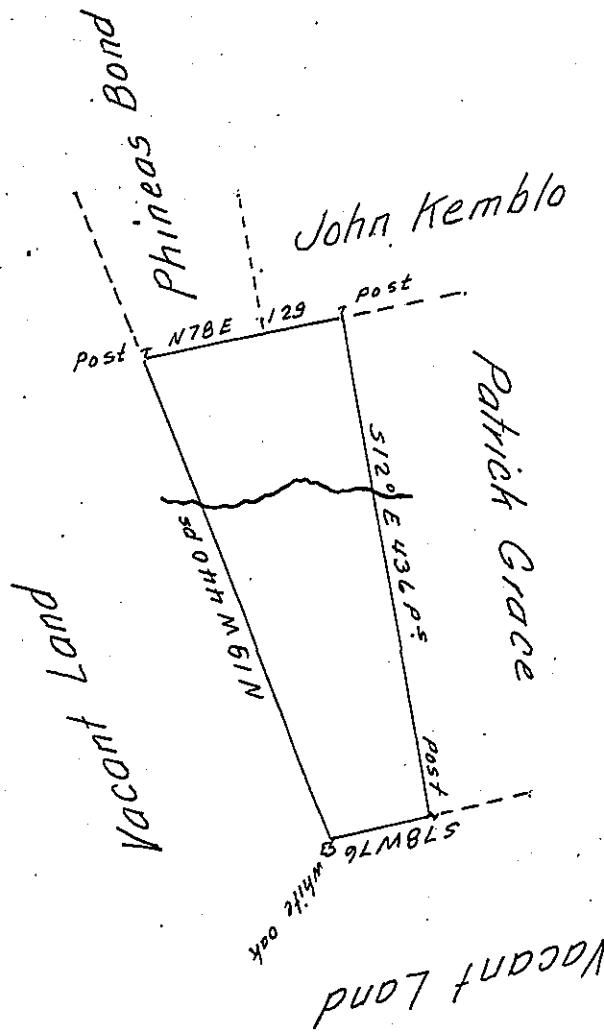 Phineas Bond
John Kemblo
Post
N78E 129
Post
Patrick Grace
S12° E 436 Ps
N19W 440 ps
Vacant Land
Post
S78W76
white oak
Vacant Land